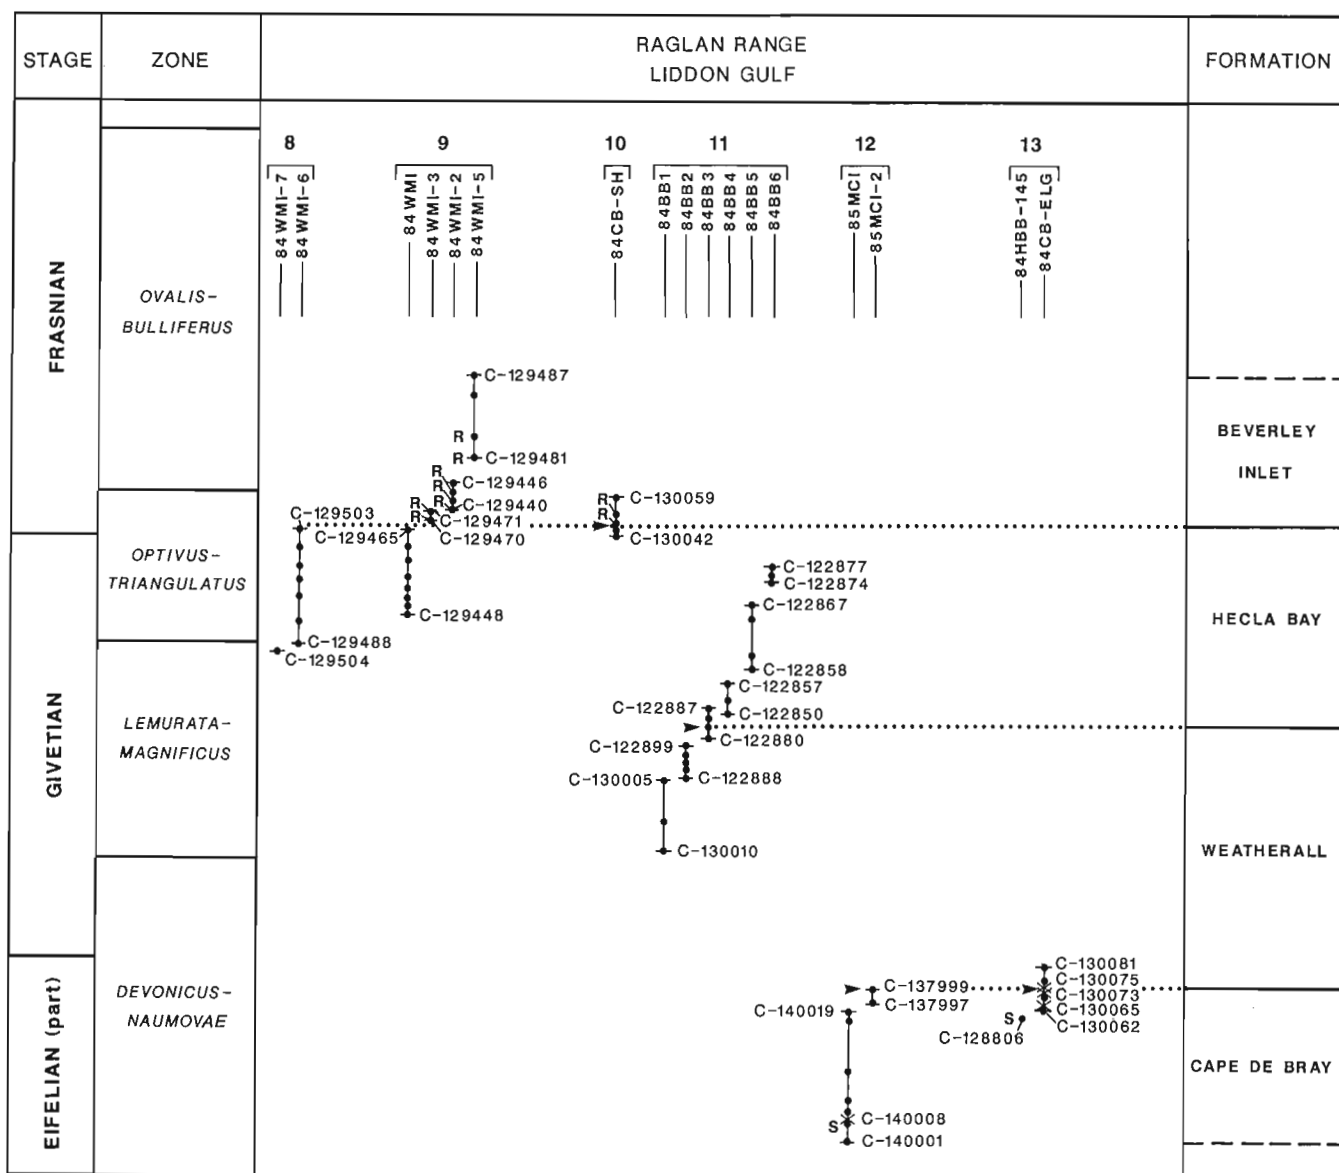 STAGE
ZONE
RAGLAN RANGE
LIDDON GULF
FORMATION
8
9
10
11
12
13
84WMI-7
84WMI-6
84WMI
84WMI-3
84WMI-2
84WMI-5
84CB-SH
84BB1
84BB2
84BB3
84BB4
84BB5
84BB6
85MCI
85MCI-2
84HBB-145
84CB-ELG
FRASNIAN
GIVETIAN
EIFELIAN (part)
OVALIS-
BULLIFERUS
OPTIVUS-
TRIANGULATUS
LEMURATA-
MAGNIFICUS
DEVONICUS-
NAUMOVAE
C-129487
R
R C-129481
R C-129446
R
R R C-129440
R C-129471
C-129503
C-129465
C-129470
C-130059
R
R
C-130042
C-129448
C-129488
C-129504
C-122877
C-122874
C-122867
C-122858
C-122857
C-122887
C-122850
C-122880
C-122899
C-130005
C-122888
C-130010
C-130081
C-130075
C-137999
C-130073
C-137997
C-130065
C-140019
S
C-130062
C-128806
C-140008
S
C-140001
BEVERLEY
INLET
HECLA BAY
WEATHERALL
CAPE DE BRAY